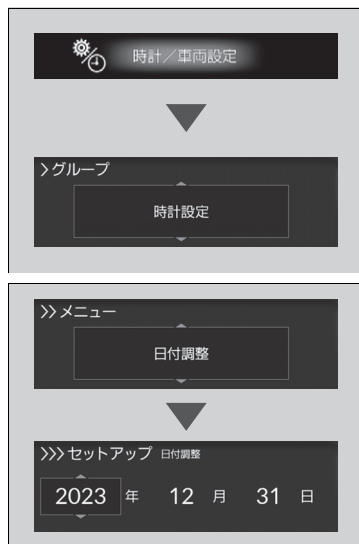 時計／車両設定
＞グループ
時計設定
＞＞メニュー
日付調整
＞＞＞セットアップ 日付調整
2023 年 12 月 31 日